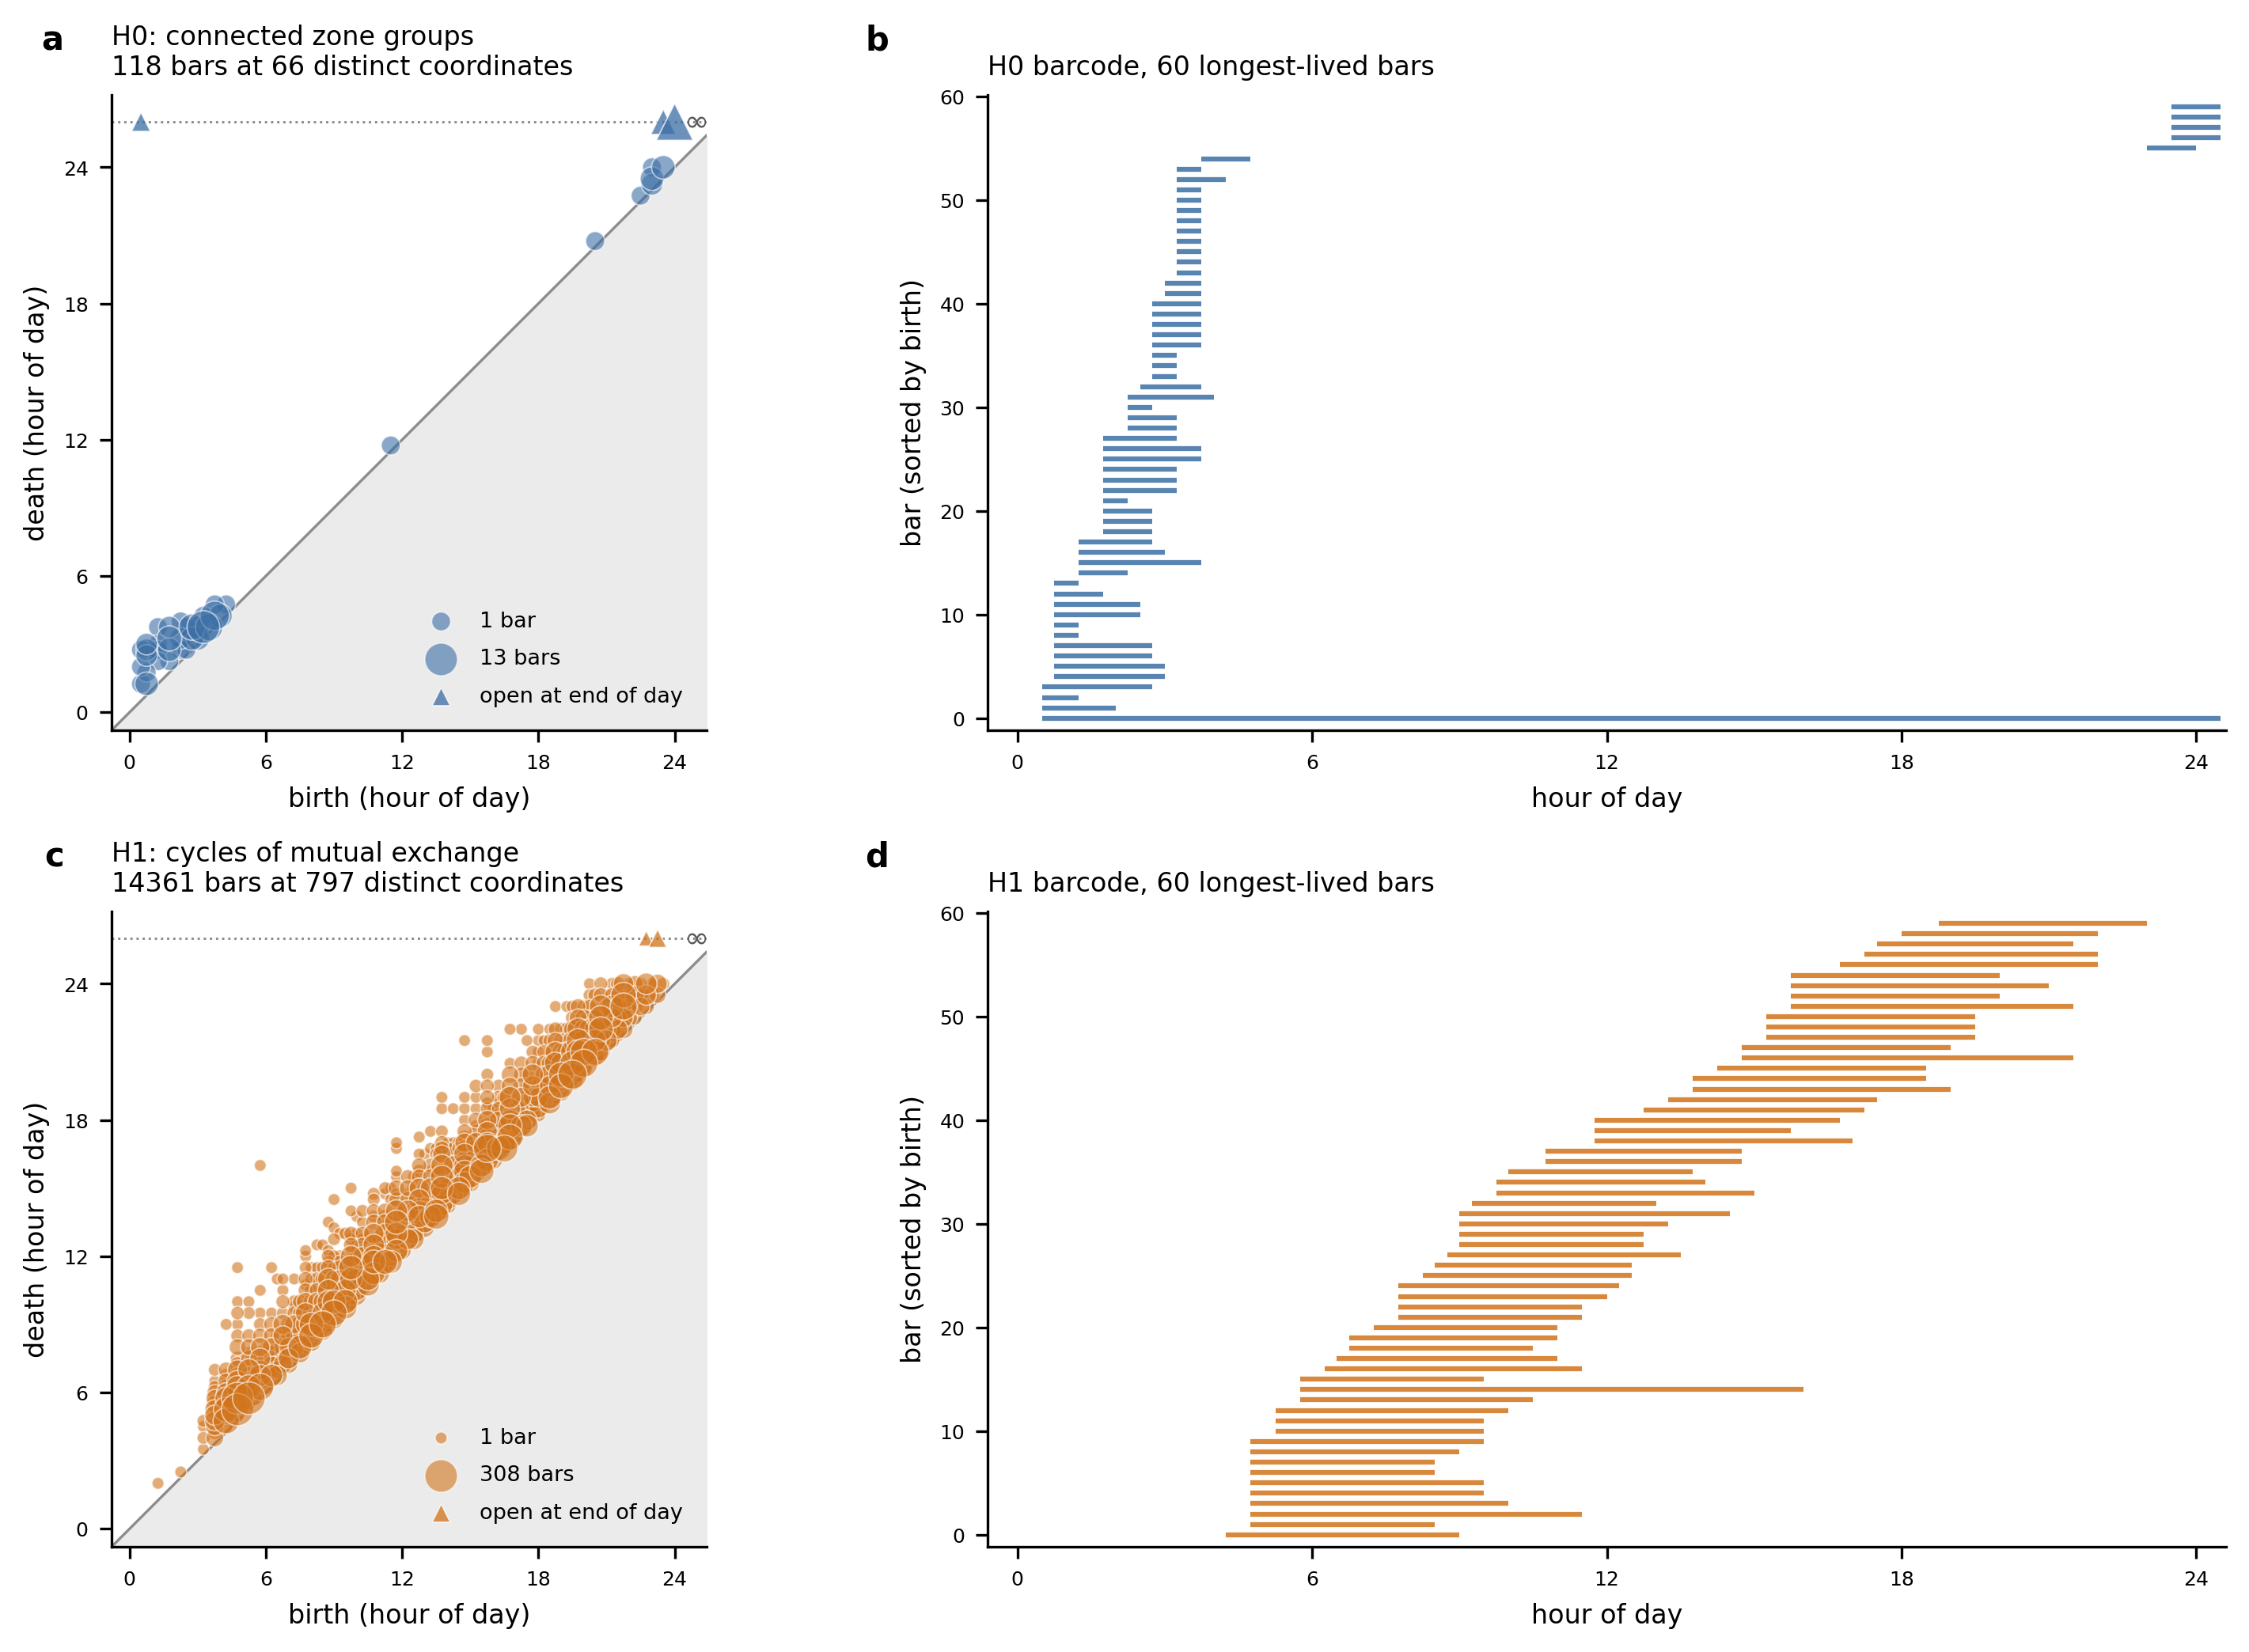 a
H0: connected zone groups
118 bars at 66 distinct coordinates
∞
24
18
12
6
0
death (hour of day)
1 bar
13 bars
open at end of day
0 6 12 18 24
birth (hour of day)
b
H0 barcode, 60 longest-lived bars
60
50
40
30
20
10
0
bar (sorted by birth)
0 6 12 18 24
hour of day
c
H1: cycles of mutual exchange
14361 bars at 797 distinct coordinates
∞
24
18
12
6
0
death (hour of day)
1 bar
308 bars
open at end of day
0 6 12 18 24
birth (hour of day)
d
H1 barcode, 60 longest-lived bars
60
50
40
30
20
10
0
bar (sorted by birth)
0 6 12 18 24
hour of day